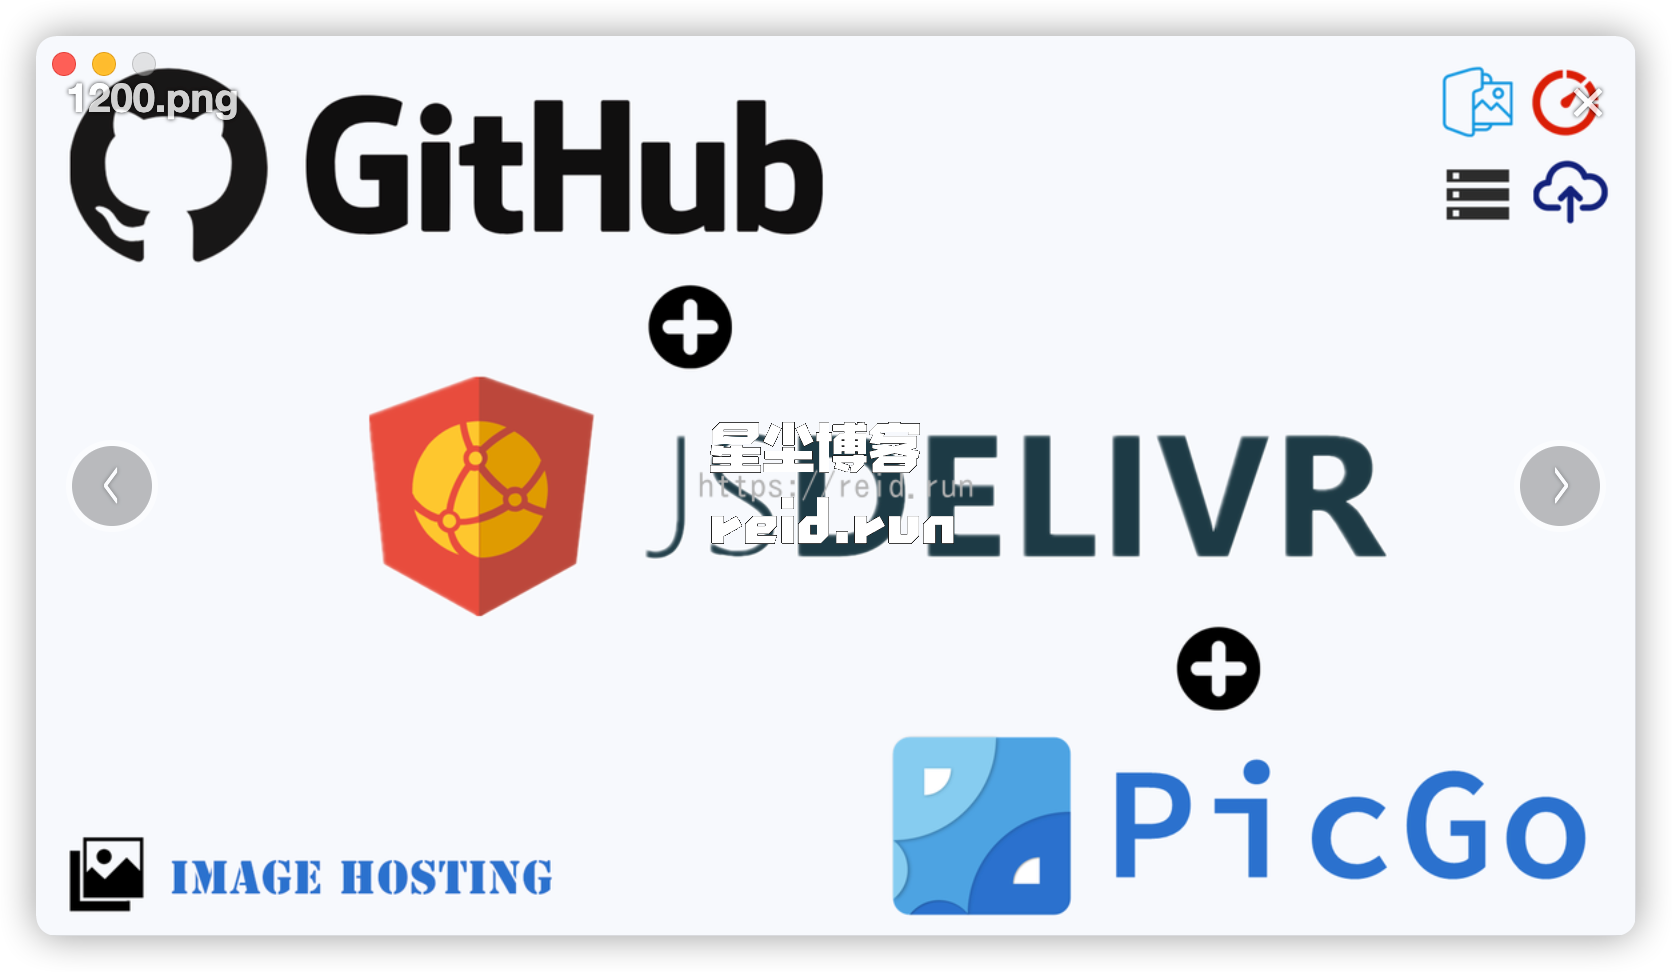 1200.png
GitHub
JSDELIVR
星尘博客
https://reid.run
reid.run
PicGo
IMAGE HOSTING